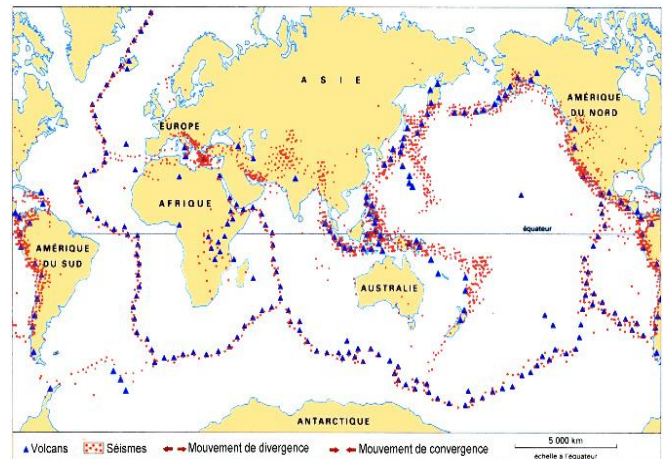 A S I E
AMÉRIQUE
DU NORD
EUROPE
AFRIQUE
équateur
AMÉRIQUE
DU SUD
AUSTRALIE
ANTARCTIQUE
Volcans Séismes Mouvement de divergence Mouvement de convergence
5 000 km
échelle à l'équateur